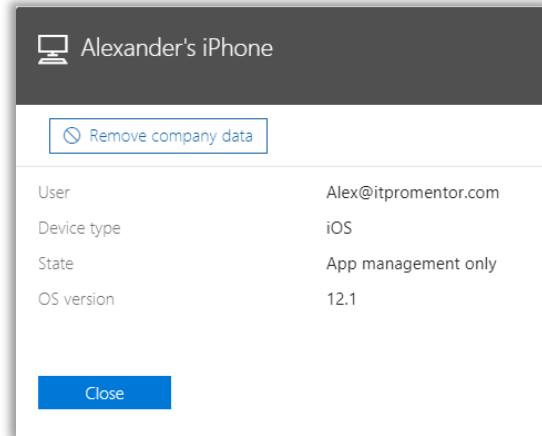 Alexander's iPhone
Remove company data
User Alex@itpromentor.com
Device type iOS
State App management only
OS version 12.1
Close